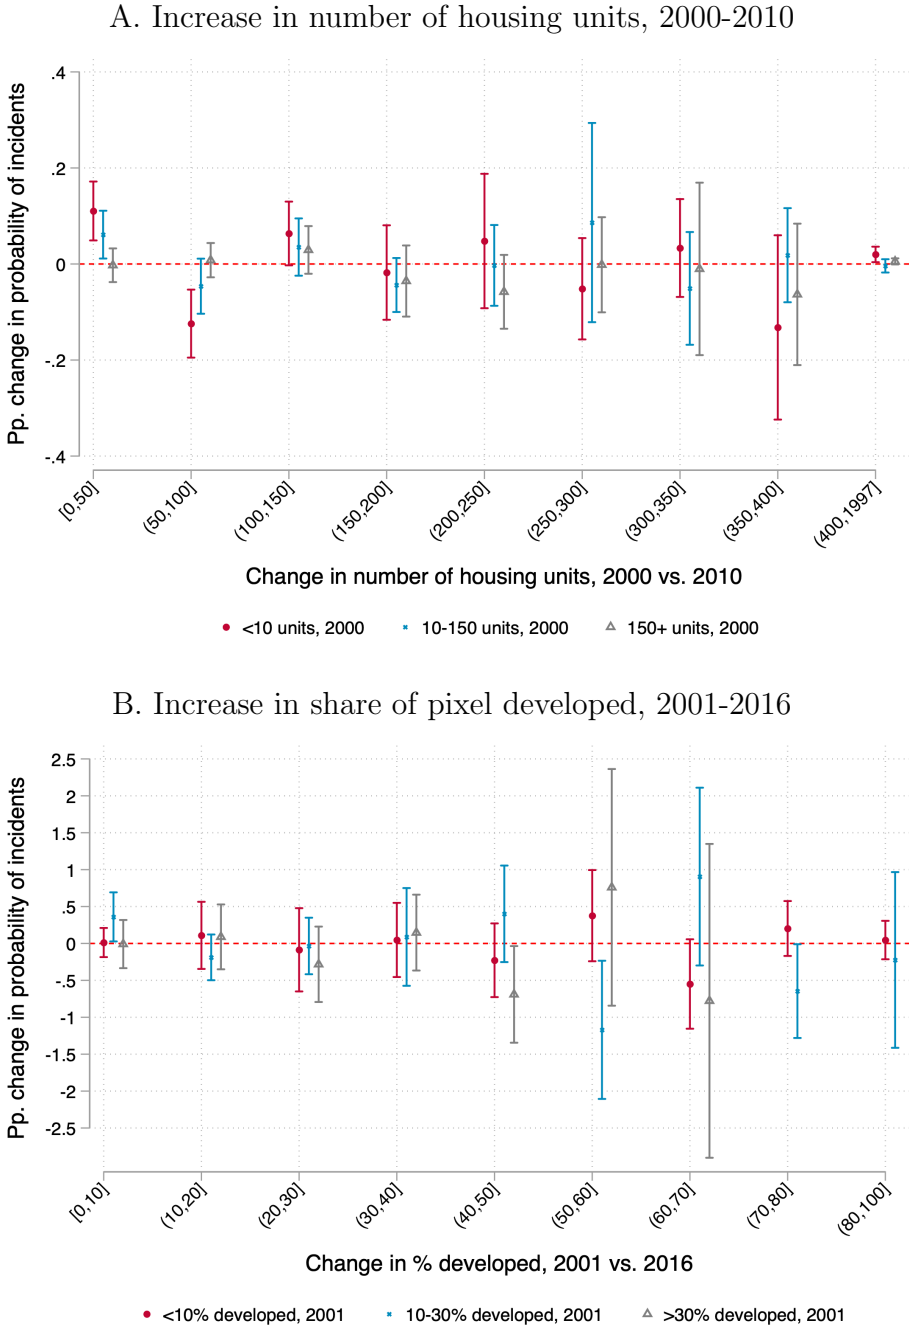 A. Increase in number of housing units, 2000-2010
Pp. change in probability of incidents
.4
.2
0
-.2
-.4
[0,50]
(50,100]
(100,150]
(150,200]
(200,250]
(250,300]
(300,350]
(350,400]
(400,1997]
Change in number of housing units, 2000 vs. 2010
<10 units, 2000
10-150 units, 2000
150+ units, 2000
B. Increase in share of pixel developed, 2001-2016
Pp. change in probability of incidents
2.5
2
1.5
1
.5
0
-.5
-1
-1.5
-2
-2.5
[0,10]
(10,20]
(20,30]
(30,40]
(40,50]
(50,60]
(60,70]
(70,80]
(80,100]
Change in % developed, 2001 vs. 2016
<10% developed, 2001
10-30% developed, 2001
>30% developed, 2001